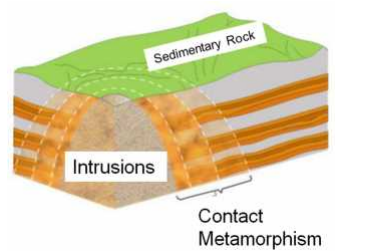 Sedimentary Rock
Intrusions
Contact
Metamorphism